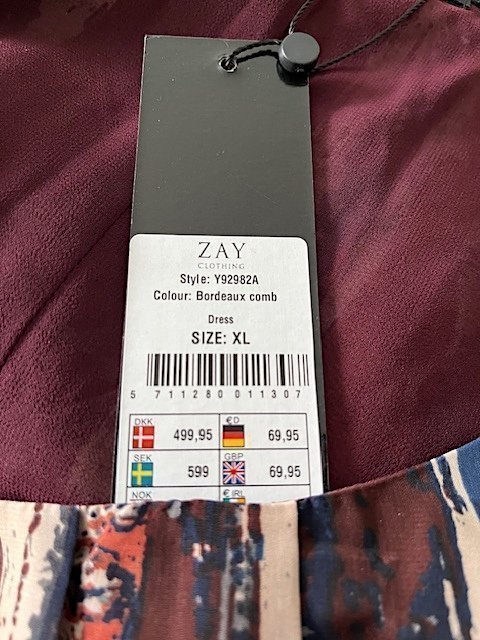 ZAY
CLOTHING
Style: Y92982A
Colour: Bordeaux comb
Dress
SIZE: XL
5 711280 011307
DKK 499,95 €D 69,95
SEK 599 GBP 69,95
NOK €IRL